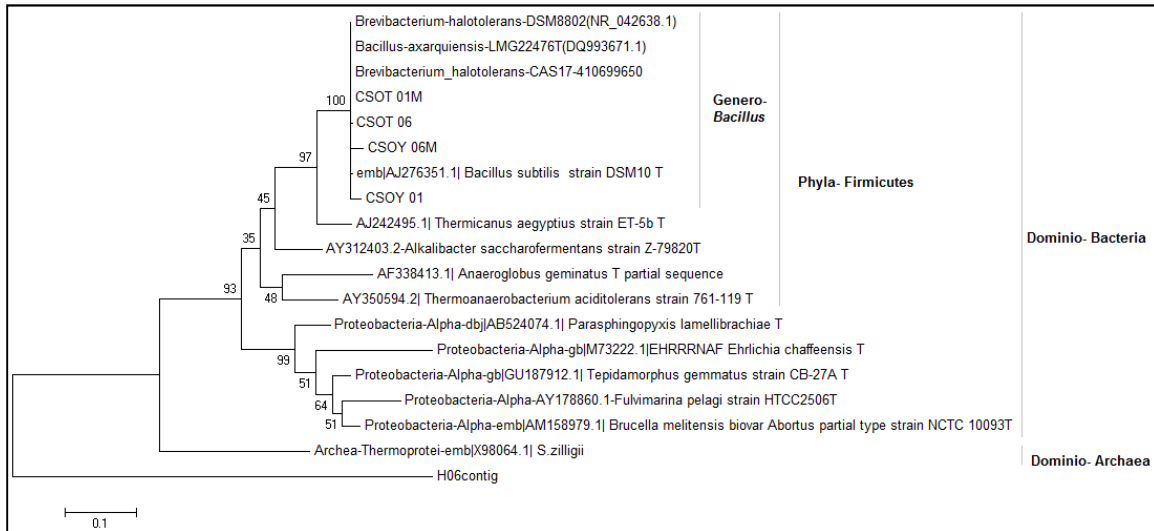 Brevibacterium-halotolerans-DSM8802(NR_042638.1)
Bacillus-axarquiensis-LMG22476T(DQ993671.1)
Brevibacterium_halotolerans-CAS17-410699650
CSOT 01M
CSOT 06
CSOY 06M
emb|AJ276351.1| Bacillus subtilis strain DSM10 T
CSOY 01
AJ242495.1| Thermicanus aegyptius strain ET-5b T
AY312403.2-Alkalibacter saccharofermentans strain Z-79820T
AF338413.1| Anaeroglobus geminatus T partial sequence
AY350594.2| Thermoanaerobacterium aciditolerans strain 761-119 T
Proteobacteria-Alpha-dbj|AB524074.1| Parasphingopyxis lamellibrachiae T
Proteobacteria-Alpha-gb|M73222.1|EHRRRNAF Ehrlichia chaffeensis T
Proteobacteria-Alpha-gb|GU187912.1| Tepidamorphus gemmatus strain CB-27A T
Proteobacteria-Alpha-AY178860.1-Fulvimarina pelagi strain HTCC2506T
Proteobacteria-Alpha-emb|AM158979.1| Brucella melitensis biovar Abortus partial type strain NCTC 10093T
Archea-Thermoprotei-emb|X98064.1| S.zilligii
H06contig
100
97
45
35
93
48
99
51
64
51
0.1
Genero-
Bacillus
Phyla- Firmicutes
Dominio- Bacteria
Dominio- Archaea